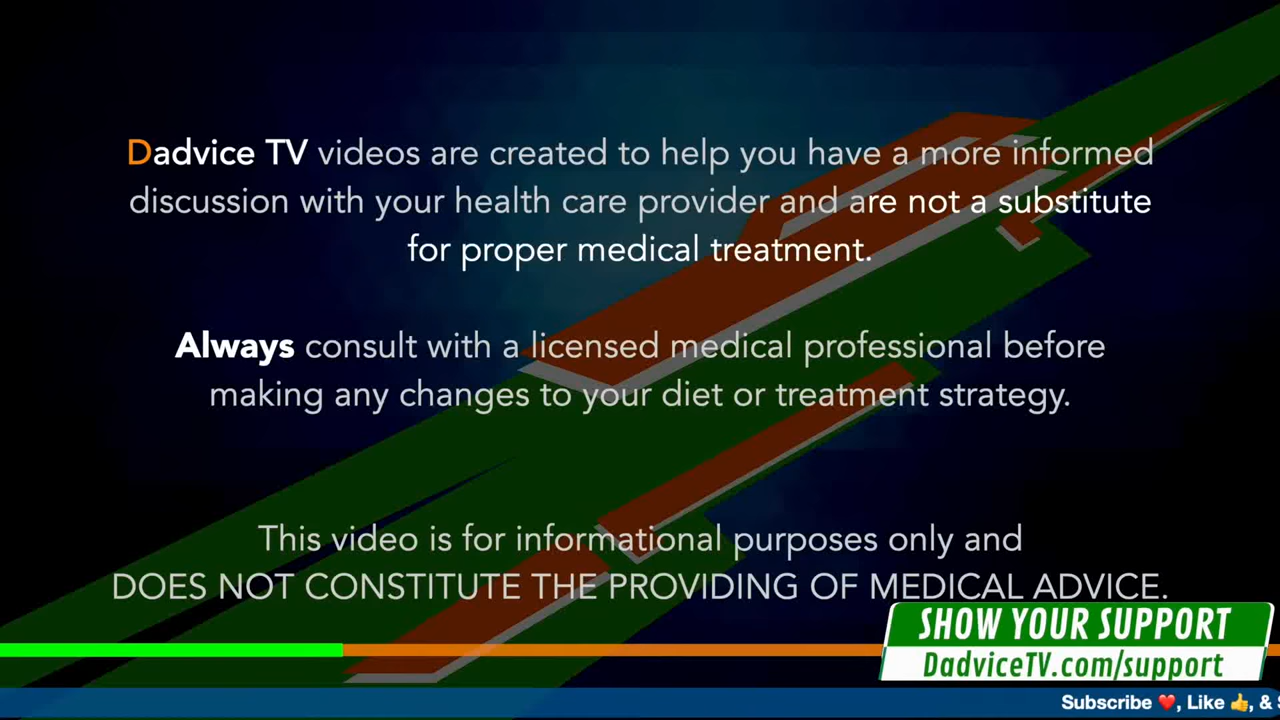 Dadvice TV videos are created to help you have a more informed
discussion with your health care provider and are not a substitute
for proper medical treatment.
Always consult with a licensed medical professional before
making any changes to your diet or treatment strategy.
This video is for informational purposes only and
DOES NOT CONSTITUTE THE PROVIDING OF MEDICAL ADVICE.
SHOW YOUR SUPPORT
DadviceTV.com/support
Subscribe ❤️, Like 👍, &